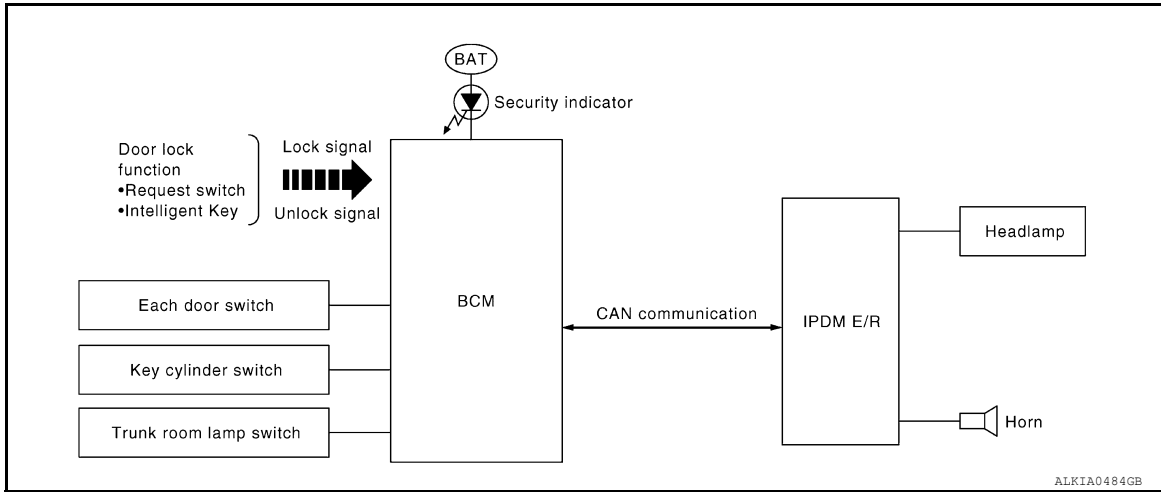 BAT
Security indicator
Door lock
function
•Request switch
•Intelligent Key
Lock signal
Unlock signal
Each door switch
Key cylinder switch
Trunk room lamp switch
BCM
CAN communication
IPDM E/R
Headlamp
Horn
ALKIA0484GB